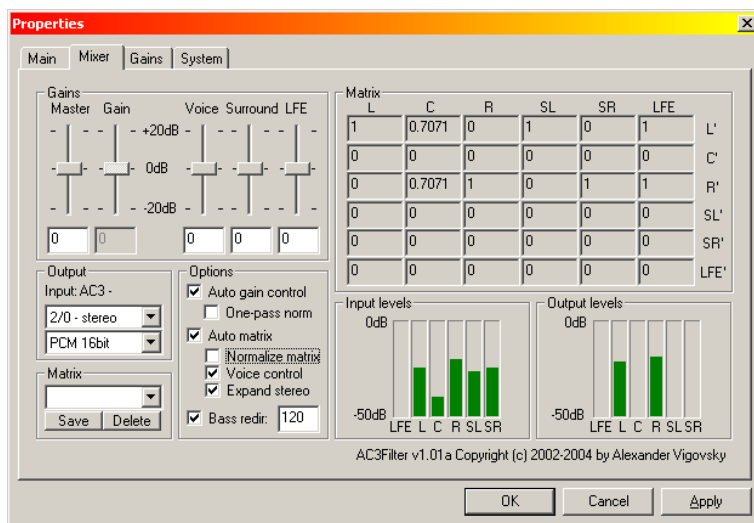 Properties
Main Mixer Gains System
Gains
Master Gain Voice Surround LFE
+20dB
0dB
-20dB
0 0 0 0 0
Output
Input: AC3 -
2/0 - stereo
PCM 16bit
Matrix
Save Delete
Options
Auto gain control
One-pass norm
Auto matrix
Normalize matrix
Voice control
Expand stereo
Bass redir: 120
Matrix
L C R SL SR LFE
1 0.7071 0 1 0 1 L'
0 0 0 0 0 0 C'
0 0.7071 1 0 1 1 R'
0 0 0 0 0 0 SL'
0 0 0 0 0 0 SR'
0 0 0 0 0 0 LFE'
Input levels
0dB
-50dB
LFE L C R SL SR
Output levels
0dB
-50dB
LFE L C R SL SR
AC3Filter v1.01a Copyright (c) 2002-2004 by Alexander Vigovsky
OK Cancel Apply